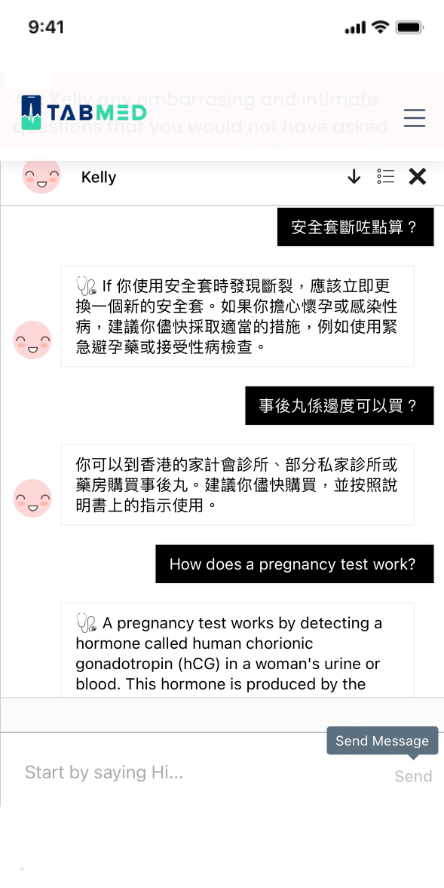 9:41
Ask Kelly any embarrasing and intimate
TABMED
questions that you would not have asked
Kelly
安全套斷咗點算？
If 你使用安全套時發現斷裂，應該立即更
換一個新的安全套。如果你擔心懷孕或感染性
病，建議你儘快採取適當的措施，例如使用緊
急避孕藥或接受性病檢查。
事後丸係邊度可以買？
你可以到香港的家計會診所、部分私家診所或
藥房購買事後丸。建議你儘快購買，並按照說
明書上的指示使用。
How does a pregnancy test work?
A pregnancy test works by detecting a
hormone called human chorionic
gonadotropin (hCG) in a woman's urine or
blood. This hormone is produced by the
Send Message
Start by saying Hi...
Send